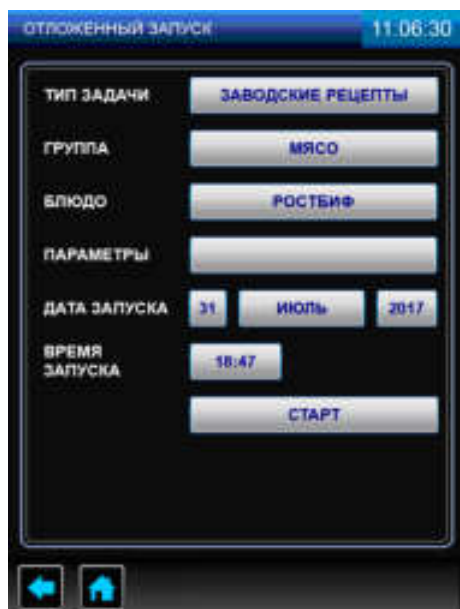 ОТЛОЖЕННЫЙ ЗАПУСК 11:06:30
ТИП ЗАДАЧИ ЗАВОДСКИЕ РЕЦЕПТЫ
ГРУППА МЯСО
БЛЮДО РОСТБИФ
ПАРАМЕТРЫ
ДАТА ЗАПУСКА 31 ИЮЛЬ 2017
ВРЕМЯ
ЗАПУСКА 18:47
СТАРТ